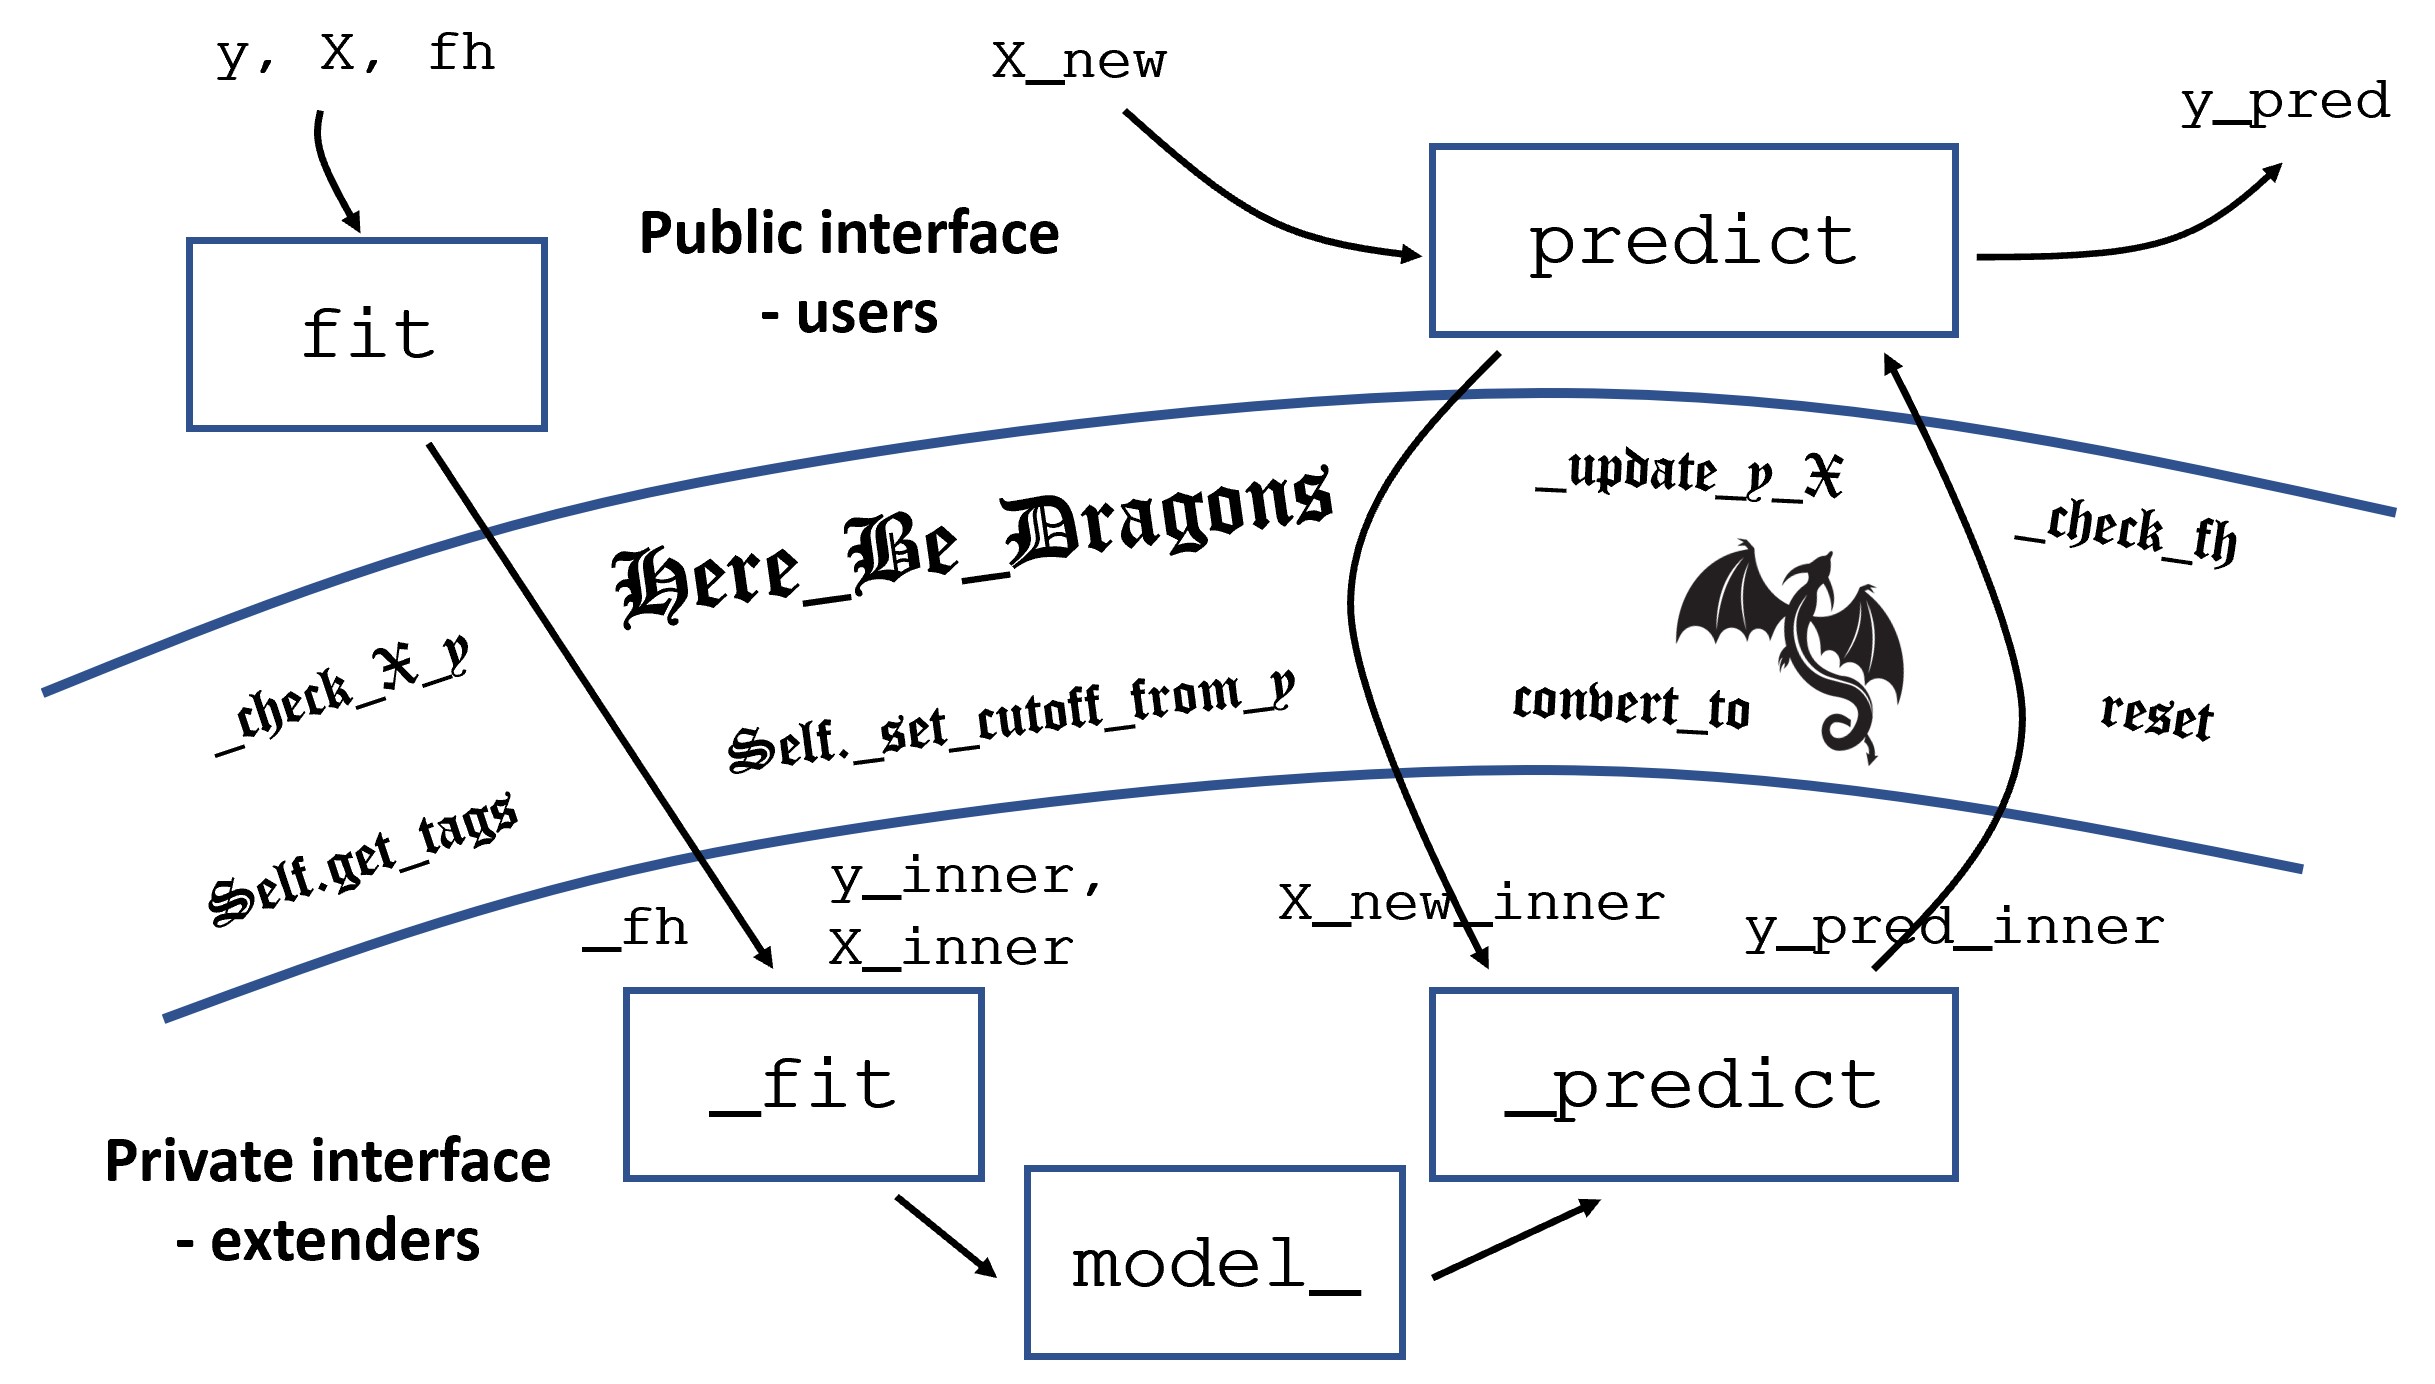 y, X, fh
X_new
y_pred
predict
Public interface
- users
fit
_update_y_X
Here_Be_Dragons
_check_fh
_check_X_y
Self._set_cutoff_from_y
convert_to
reset
Self.get_tags
_fh
y_inner,
X_inner
X_new_inner
y_pred_inner
_fit
_predict
Private interface
- extenders
model_